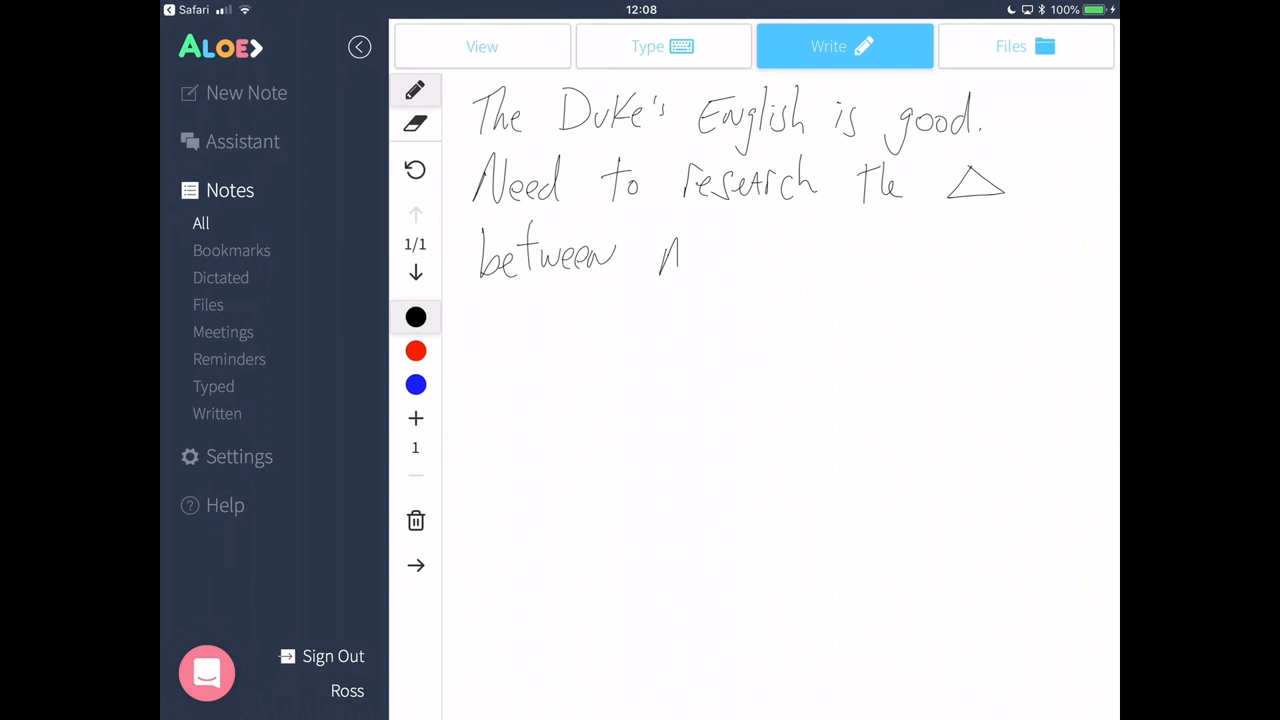 Safari 12:08 100%
ALOE
View Type Write Files
New Note
Assistant
Notes
All
Bookmarks
Dictated
Files
Meetings
Reminders
Typed
Written
Settings
Help
Sign Out
Ross
1/1
1
The Duke's English is good.
Need to research the △
between